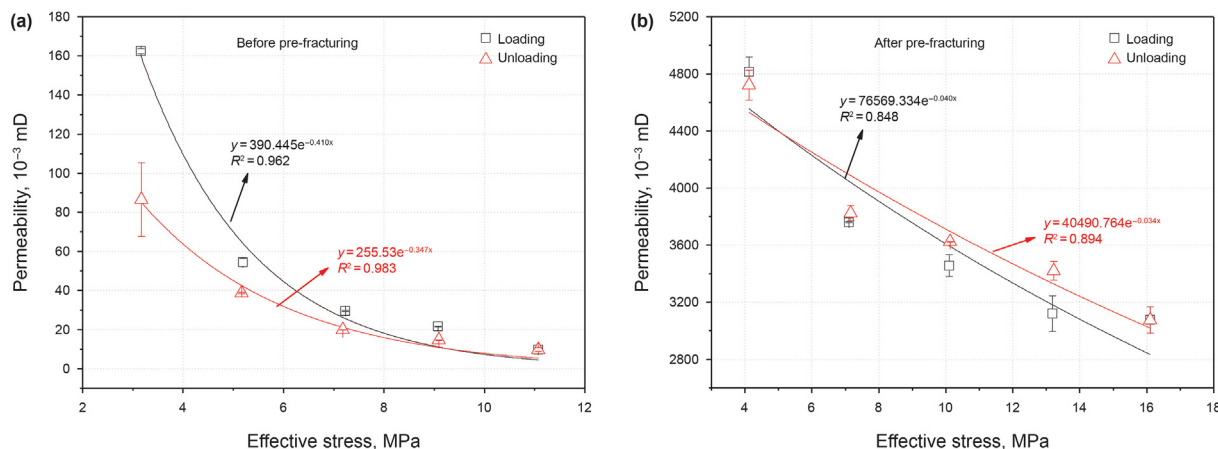 (a)
180
160
140
120
100
80
60
40
20
0
Permeability, 10⁻³ mD
Before pre-fracturing
Loading
Unloading
y = 390.445e⁻⁰·⁴¹⁰ˣ
R² = 0.962
y = 255.53e⁻⁰·³⁴⁷ˣ
R² = 0.983
2 4 6 8 10 12
Effective stress, MPa
(b)
5200
4800
4400
4000
3600
3200
2800
Permeability, 10⁻³ mD
After pre-fracturing
Loading
Unloading
y = 76569.334e⁻⁰·⁰⁴⁰ˣ
R² = 0.848
y = 40490.764e⁻⁰·⁰³⁴ˣ
R² = 0.894
4 6 8 10 12 14 16 18
Effective stress, MPa